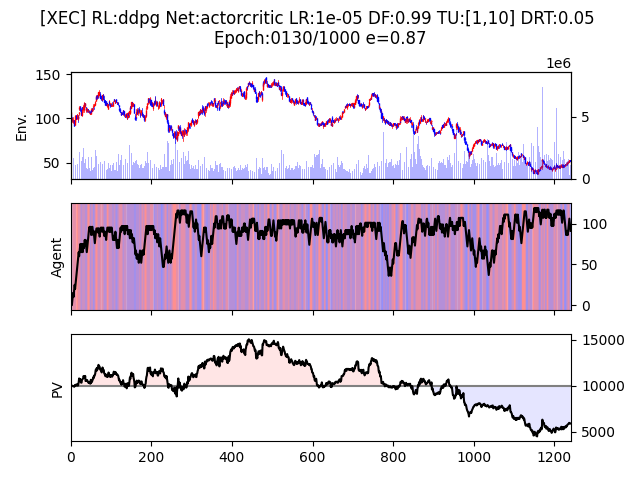 [XEC] RL:ddpg Net:actorcritic LR:1e-05 DF:0.99 TU:[1,10] DRT:0.05
Epoch:0130/1000 e=0.87
1e6
150
100
50
Env.
5
0
Agent
100
50
0
PV
15000
10000
5000
0 200 400 600 800 1000 1200